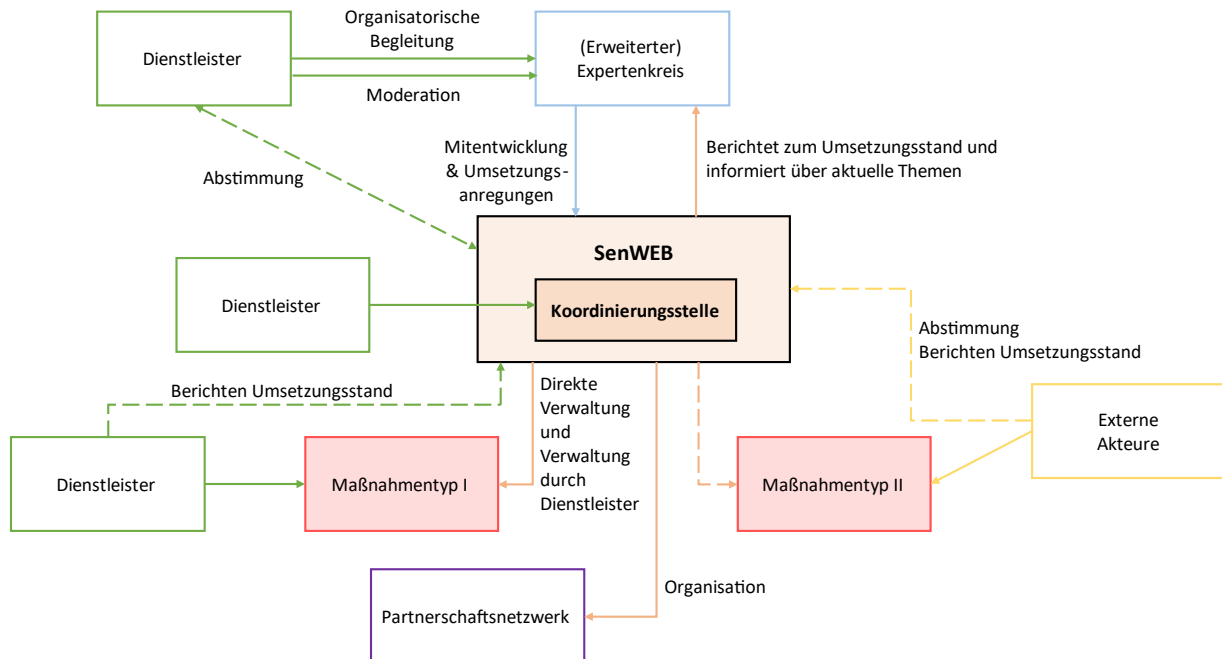 Organisatorische
Begleitung
Dienstleister
(Erweiterter)
Expertenkreis
Moderation
Mitentwicklung
& Umsetzungs-
anregungen
Berichtet zum Umsetzungsstand und
informiert über aktuelle Themen
Abstimmung
SenWEB
Dienstleister
Koordinierungsstelle
Abstimmung
Berichten Umsetzungsstand
Berichten Umsetzungsstand
Direkte
Verwaltung
und
Verwaltung
durch
Dienstleister
Externe
Akteure
Dienstleister
Maßnahmentyp I
Maßnahmentyp II
Organisation
Partnerschaftsnetzwerk